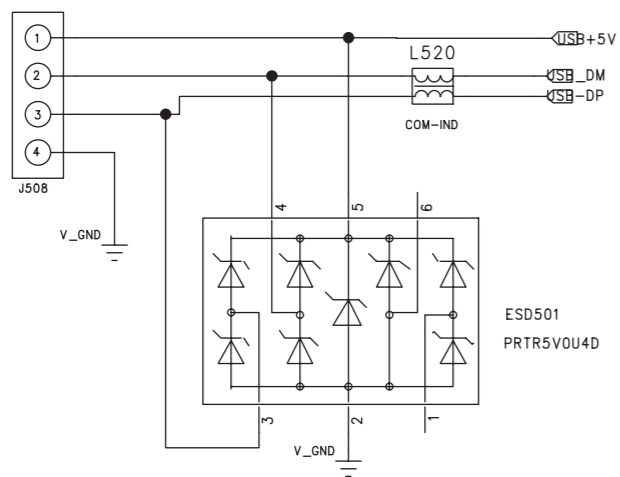 1
USB+5V
L520
2
USB_DM
3
USB-DP
COM-IND
4
J508
V_GND
4
5
6
ESD501
PRTR5V0U4D
3
2
1
V_GND